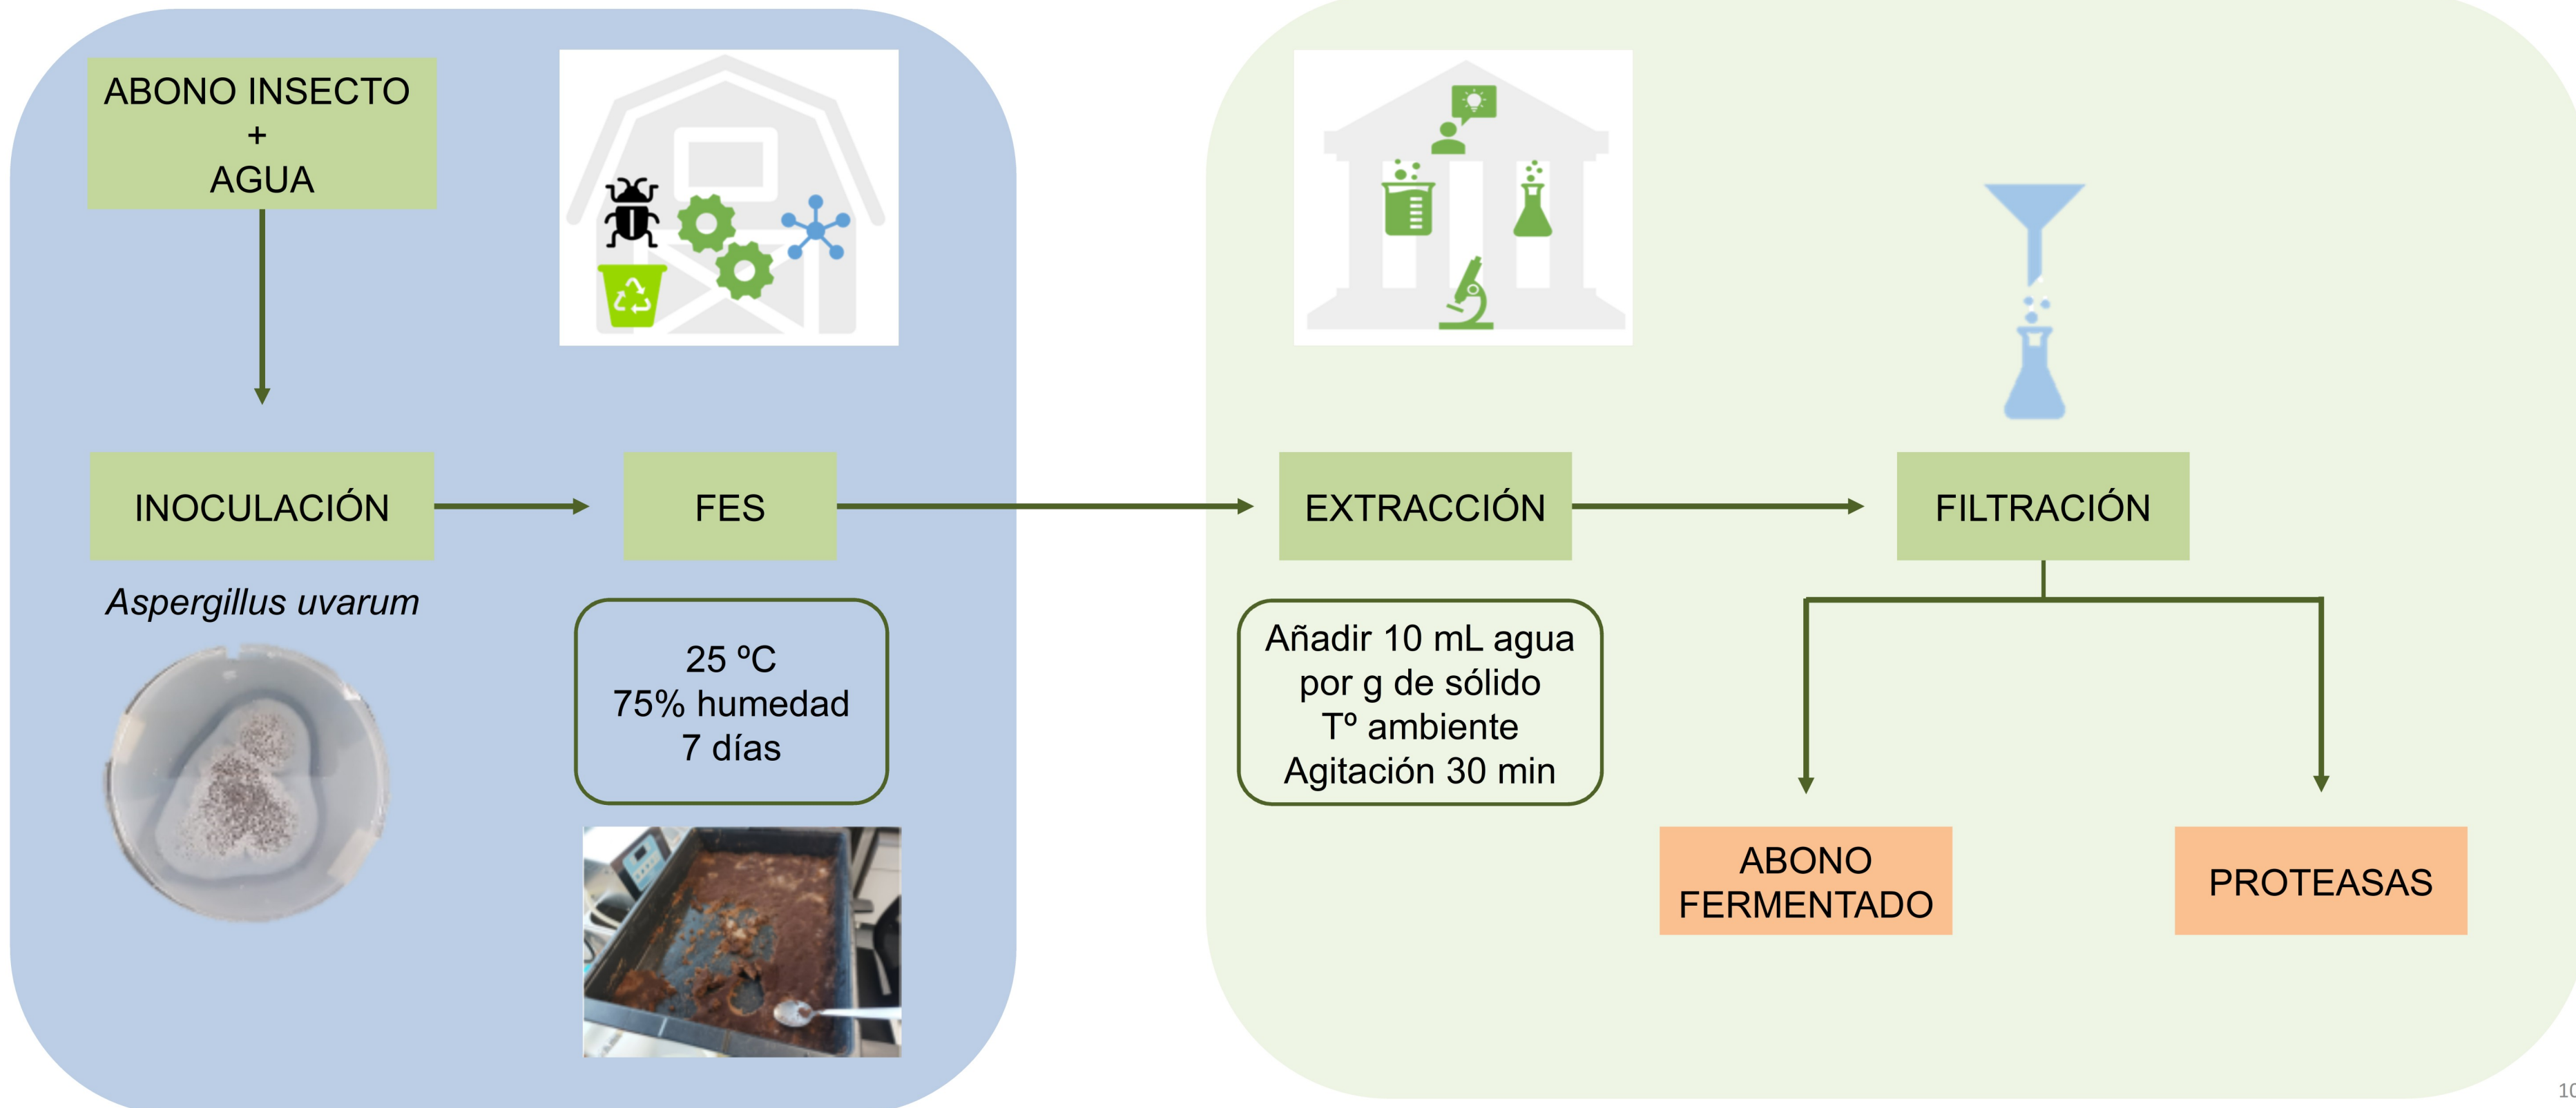 ABONO INSECTO
+
AGUA
INOCULACIÓN
FES
EXTRACCIÓN
FILTRACIÓN
Aspergillus uvarum
25 ºC
75% humedad
7 días
Añadir 10 mL agua
por g de sólido
Tº ambiente
Agitación 30 min
ABONO
FERMENTADO
PROTEASAS
10